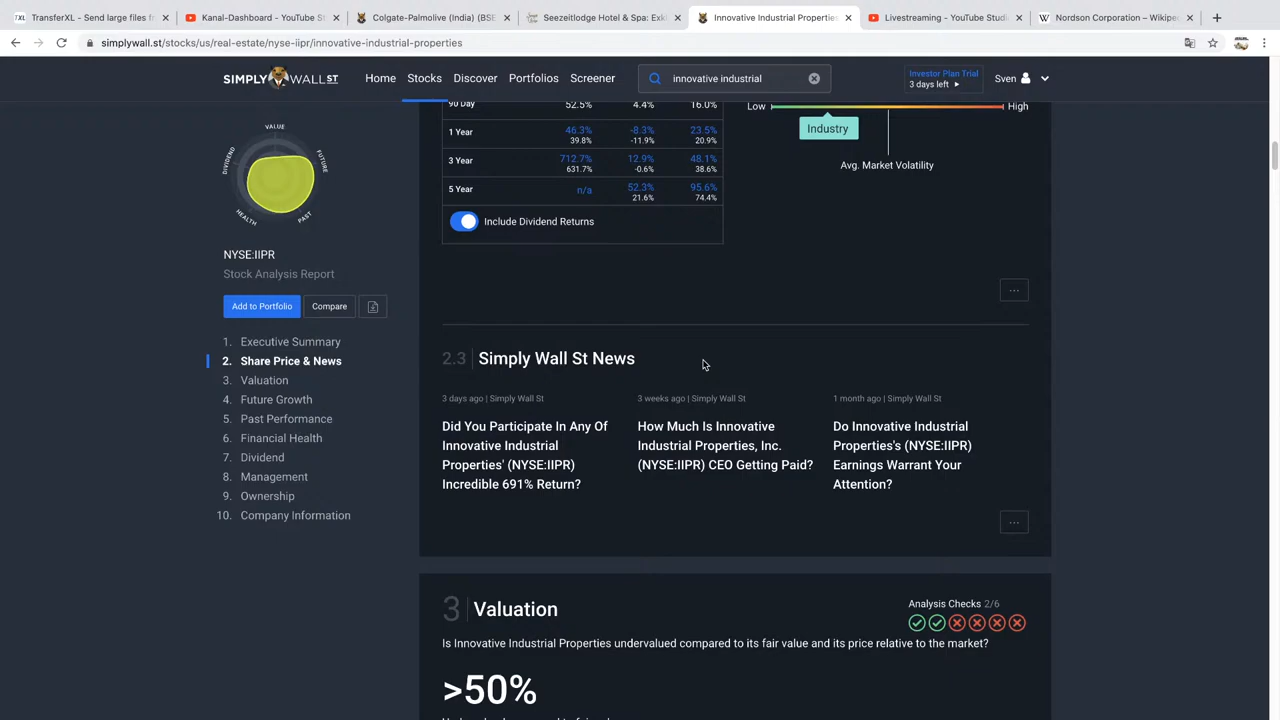 TransferXL - Send large files f
Kanal-Dashboard - YouTube St
Colgate-Palmolive (India) (BSE
Seezeitlodge Hotel & Spa: Exkl
Innovative Industrial Properties
Livestreaming - YouTube Studi
Nordson Corporation – Wikipe
simplywall.st/stocks/us/real-estate/nyse-iipr/innovative-industrial-properties
SIMPLY WALL ST
Home Stocks Discover Portfolios Screener
innovative industrial
Investor Plan Trial
3 days left
Sven
VALUE
FUTURE
PAST
HEALTH
DIVIDEND
NYSE:IIPR
Stock Analysis Report
Add to Portfolio Compare
1. Executive Summary
2. Share Price & News
3. Valuation
4. Future Growth
5. Past Performance
6. Financial Health
7. Dividend
8. Management
9. Ownership
10. Company Information
90 Day 52.5% 4.4% 16.0%
1 Year 46.3% -8.3% 23.5%
39.8% -11.9% 20.9%
3 Year 712.7% 12.9% 48.1%
631.7% -0.6% 38.6%
5 Year n/a 52.3% 95.6%
21.6% 74.4%
Include Dividend Returns
Low High
Industry
Avg. Market Volatility
2.3 Simply Wall St News
3 days ago | Simply Wall St
Did You Participate In Any Of
Innovative Industrial
Properties' (NYSE:IIPR)
Incredible 691% Return?
3 weeks ago | Simply Wall St
How Much Is Innovative
Industrial Properties, Inc.
(NYSE:IIPR) CEO Getting Paid?
1 month ago | Simply Wall St
Do Innovative Industrial
Properties's (NYSE:IIPR)
Earnings Warrant Your
Attention?
3 Valuation
Analysis Checks 2/6
Is Innovative Industrial Properties undervalued compared to its fair value and its price relative to the market?
>50%